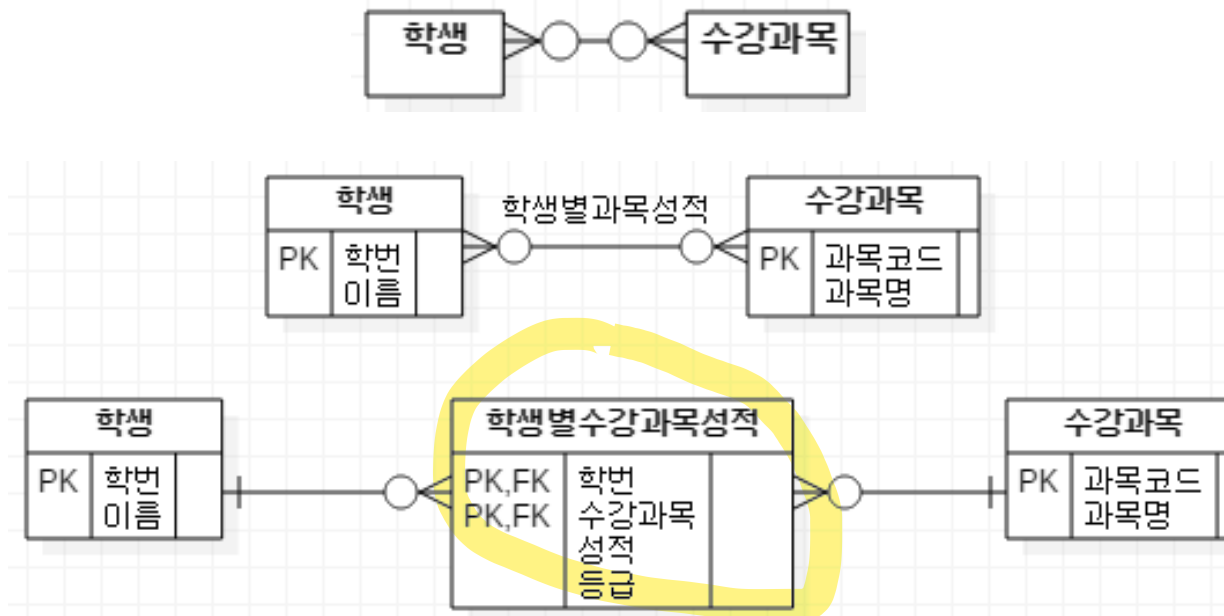 학생
수강과목
학생
학생별과목성적
수강과목
PK 학번
이름
PK 과목코드
과목명
학생
학생별수강과목성적
수강과목
PK 학번
이름
PK,FK 학번
PK,FK 수강과목
성적
등급
PK 과목코드
과목명